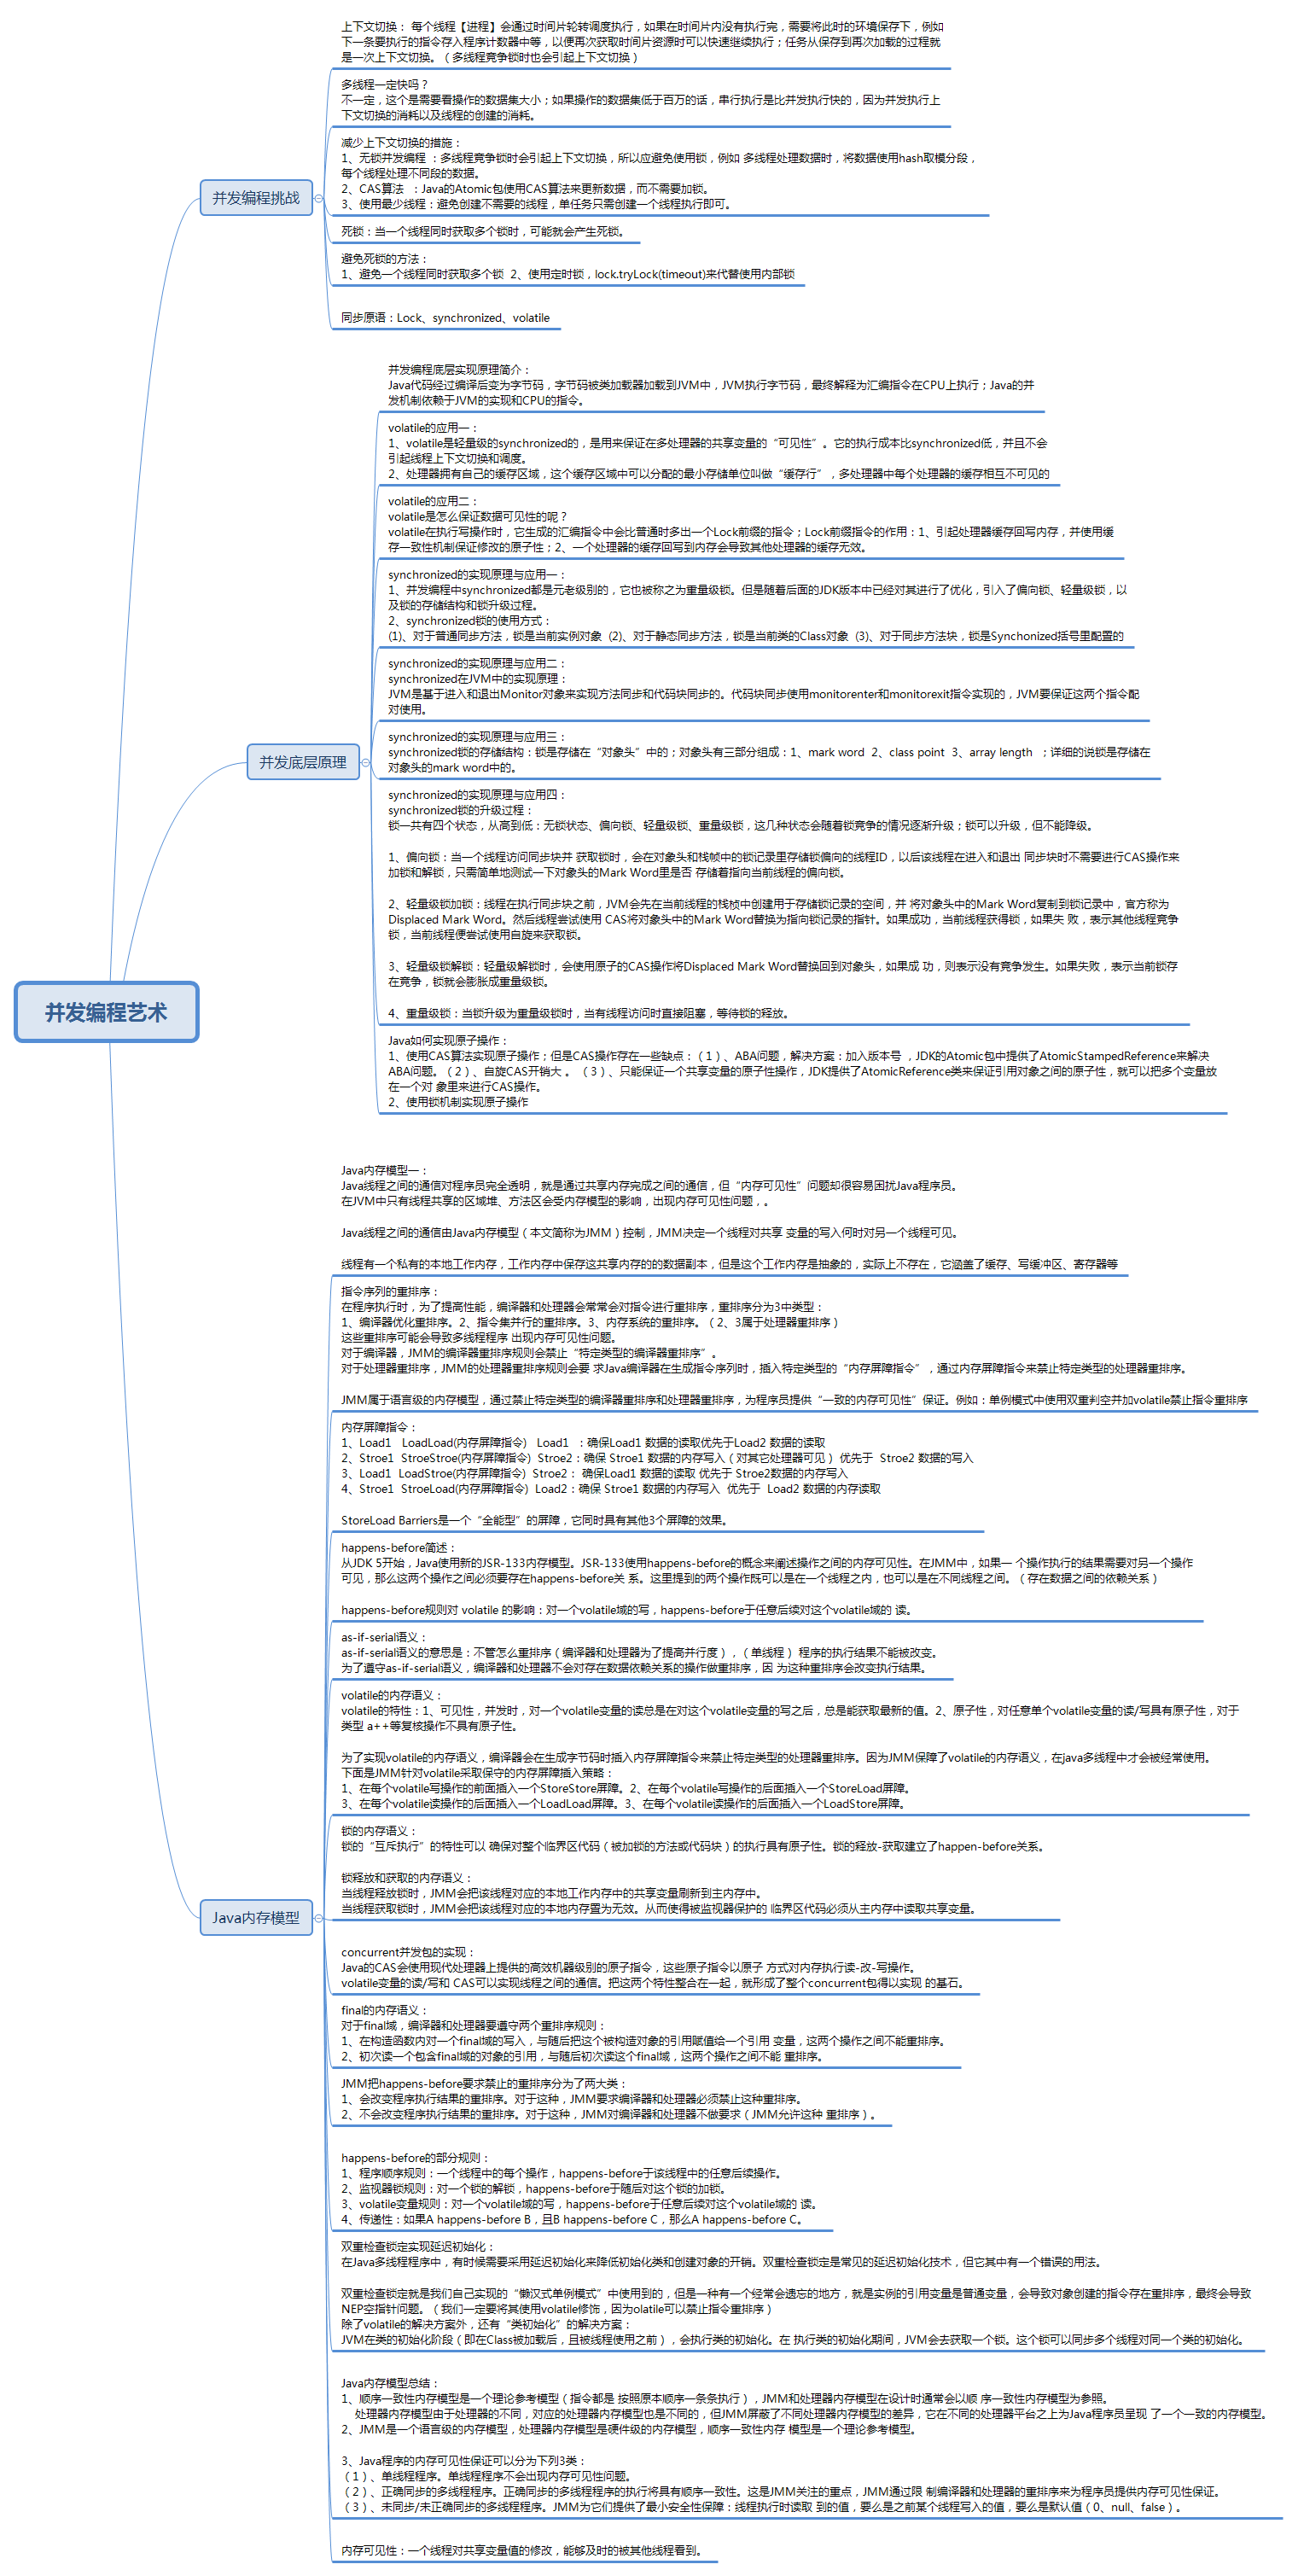 上下文切换： 每个线程【进程】会通过时间片轮转调度执行，如果在时间片内没有执行完，需要将此时的环境保存下，例如
下一条要执行的指令存入程序计数器中等，以便再次获取时间片资源时可以快速继续执行；任务从保存到再次加载的过程就
是一次上下文切换。（多线程竞争锁时也会引起上下文切换）
多线程一定快吗？
不一定，这个是需要看操作的数据集大小；如果操作的数据集低于百万的话，串行执行是比并发执行快的，因为并发执行上
下文切换的消耗以及线程的创建的消耗。
减少上下文切换的措施：
1、无锁并发编程 ：多线程竞争锁时会引起上下文切换，所以应避免使用锁，例如 多线程处理数据时，将数据使用hash取模分段，
每个线程处理不同段的数据。
2、CAS算法 ：Java的Atomic包使用CAS算法来更新数据，而不需要加锁。
3、使用最少线程：避免创建不需要的线程，单任务只需创建一个线程执行即可。
并发编程挑战
死锁：当一个线程同时获取多个锁时，可能就会产生死锁。
避免死锁的方法：
1、避免一个线程同时获取多个锁 2、使用定时锁，lock.tryLock(timeout)来代替使用内部锁
同步原语：Lock、synchronized、volatile
并发编程底层实现原理简介：
Java代码经过编译后变为字节码，字节码被类加载器加载到JVM中，JVM执行字节码，最终解释为汇编指令在CPU上执行；Java的并
发机制依赖于JVM的实现和CPU的指令。
volatile的应用一：
1、volatile是轻量级的synchronized的，是用来保证在多处理器的共享变量的“可见性”。它的执行成本比synchronized低，并且不会
引起线程上下文切换和调度。
2、处理器拥有自己的缓存区域，这个缓存区域中可以分配的最小存储单位叫做“缓存行”，多处理器中每个处理器的缓存相互不可见的
volatile的应用二：
volatile是怎么保证数据可见性的呢？
volatile在执行写操作时，它生成的汇编指令中会比普通时多出一个Lock前缀的指令；Lock前缀指令的作用：1、引起处理器缓存回写内存，并使用缓
存一致性机制保证修改的原子性；2、一个处理器的缓存回写到内存会导致其他处理器的缓存无效。
synchronized的实现原理与应用一：
1、并发编程中synchronized都是元老级别的，它也被称之为重量级锁。但是随着后面的JDK版本中已经对其进行了优化，引入了偏向锁、轻量级锁，以
及锁的存储结构和锁升级过程。
2、synchronized锁的使用方式：
(1)、对于普通同步方法，锁是当前实例对象 (2)、对于静态同步方法，锁是当前类的Class对象 (3)、对于同步方法块，锁是Synchonized括号里配置的
synchronized的实现原理与应用二：
synchronized在JVM中的实现原理：
JVM是基于进入和退出Monitor对象来实现方法同步和代码块同步的。代码块同步使用monitorenter和monitorexit指令实现的，JVM要保证这两个指令配
对使用。
synchronized的实现原理与应用三：
synchronized锁的存储结构：锁是存储在“对象头”中的；对象头有三部分组成：1、mark word 2、class point 3、array length ；详细的说锁是存储在
对象头的mark word中的。
并发底层原理
synchronized的实现原理与应用四：
synchronized锁的升级过程：
锁一共有四个状态，从高到低：无锁状态、偏向锁、轻量级锁、重量级锁，这几种状态会随着锁竞争的情况逐渐升级；锁可以升级，但不能降级。
1、偏向锁：当一个线程访问同步块并 获取锁时，会在对象头和栈帧中的锁记录里存储锁偏向的线程ID，以后该线程在进入和退出 同步块时不需要进行CAS操作来
加锁和解锁，只需简单地测试一下对象头的Mark Word里是否 存储着指向当前线程的偏向锁。
2、轻量级锁加锁：线程在执行同步块之前，JVM会先在当前线程的栈桢中创建用于存储锁记录的空间，并 将对象头中的Mark Word复制到锁记录中，官方称为
Displaced Mark Word。然后线程尝试使用 CAS将对象头中的Mark Word替换为指向锁记录的指针。如果成功，当前线程获得锁，如果失 败，表示其他线程竞争
锁，当前线程便尝试使用自旋来获取锁。
3、轻量级锁解锁：轻量级解锁时，会使用原子的CAS操作将Displaced Mark Word替换回到对象头，如果成 功，则表示没有竞争发生。如果失败，表示当前锁存
在竞争，锁就会膨胀成重量级锁。
4、重量级锁：当锁升级为重量级锁时，当有线程访问时直接阻塞，等待锁的释放。
并发编程艺术
Java如何实现原子操作：
1、使用CAS算法实现原子操作；但是CAS操作存在一些缺点：（1）、ABA问题，解决方案：加入版本号 ，JDK的Atomic包中提供了AtomicStampedReference来解决
ABA问题。（2）、自旋CAS开销大 。 （3）、只能保证一个共享变量的原子性操作，JDK提供了AtomicReference类来保证引用对象之间的原子性，就可以把多个变量放
在一个对 象里来进行CAS操作。
2、使用锁机制实现原子操作
Java内存模型一：
Java线程之间的通信对程序员完全透明，就是通过共享内存完成之间的通信，但“内存可见性”问题却很容易困扰Java程序员。
在JVM中只有线程共享的区域堆、方法区会受内存模型的影响，出现内存可见性问题，。
Java线程之间的通信由Java内存模型（本文简称为JMM）控制，JMM决定一个线程对共享 变量的写入何时对另一个线程可见。
线程有一个私有的本地工作内存，工作内存中保存这共享内存的的数据副本，但是这个工作内存是抽象的，实际上不存在，它涵盖了缓存、写缓冲区、寄存器等
指令序列的重排序：
在程序执行时，为了提高性能，编译器和处理器会常常会对指令进行重排序，重排序分为3中类型：
1、编译器优化重排序。2、指令集并行的重排序。3、内存系统的重排序。（2、3属于处理器重排序）
这些重排序可能会导致多线程程序 出现内存可见性问题。
对于编译器，JMM的编译器重排序规则会禁止“特定类型的编译器重排序”。
对于处理器重排序，JMM的处理器重排序规则会要 求Java编译器在生成指令序列时，插入特定类型的“内存屏障指令”，通过内存屏障指令来禁止特定类型的处理器重排序。
JMM属于语言级的内存模型，通过禁止特定类型的编译器重排序和处理器重排序，为程序员提供“一致的内存可见性”保证。例如：单例模式中使用双重判空并加volatile禁止指令重排序
内存屏障指令：
1、Load1 LoadLoad(内存屏障指令) Load1 ：确保Load1 数据的读取优先于Load2 数据的读取
2、Stroe1 StroeStroe(内存屏障指令) Stroe2：确保 Stroe1 数据的内存写入（对其它处理器可见） 优先于 Stroe2 数据的写入
3、Load1 LoadStroe(内存屏障指令) Stroe2： 确保Load1 数据的读取 优先于 Stroe2数据的内存写入
4、Stroe1 StroeLoad(内存屏障指令) Load2：确保 Stroe1 数据的内存写入 优先于 Load2 数据的内存读取
StoreLoad Barriers是一个“全能型”的屏障，它同时具有其他3个屏障的效果。
happens-before简述：
从JDK 5开始，Java使用新的JSR-133内存模型。JSR-133使用happens-before的概念来阐述操作之间的内存可见性。在JMM中，如果一 个操作执行的结果需要对另一个操作
可见，那么这两个操作之间必须要存在happens-before关 系。这里提到的两个操作既可以是在一个线程之内，也可以是在不同线程之间。（存在数据之间的依赖关系）
happens-before规则对 volatile 的影响：对一个volatile域的写，happens-before于任意后续对这个volatile域的 读。
as-if-serial语义：
as-if-serial语义的意思是：不管怎么重排序（编译器和处理器为了提高并行度），（单线程） 程序的执行结果不能被改变。
为了遵守as-if-serial语义，编译器和处理器不会对存在数据依赖关系的操作做重排序，因 为这种重排序会改变执行结果。
volatile的内存语义：
volatile的特性：1、可见性，并发时，对一个volatile变量的读总是在对这个volatile变量的写之后，总是能获取最新的值。2、原子性，对任意单个volatile变量的读/写具有原子性，对于
类型 a++等复核操作不具有原子性。
为了实现volatile的内存语义，编译器会在生成字节码时插入内存屏障指令来禁止特定类型的处理器重排序。因为JMM保障了volatile的内存语义，在java多线程中才会被经常使用。
下面是JMM针对volatile采取保守的内存屏障插入策略：
1、在每个volatile写操作的前面插入一个StoreStore屏障。2、在每个volatile写操作的后面插入一个StoreLoad屏障。
3、在每个volatile读操作的后面插入一个LoadLoad屏障。3、在每个volatile读操作的后面插入一个LoadStore屏障。
锁的内存语义：
锁的“互斥执行”的特性可以 确保对整个临界区代码（被加锁的方法或代码块）的执行具有原子性。锁的释放-获取建立了happen-before关系。
锁释放和获取的内存语义：
当线程释放锁时，JMM会把该线程对应的本地工作内存中的共享变量刷新到主内存中。
当线程获取锁时，JMM会把该线程对应的本地内存置为无效。从而使得被监视器保护的 临界区代码必须从主内存中读取共享变量。
Java内存模型
concurrent并发包的实现：
Java的CAS会使用现代处理器上提供的高效机器级别的原子指令，这些原子指令以原子 方式对内存执行读-改-写操作。
volatile变量的读/写和 CAS可以实现线程之间的通信。把这两个特性整合在一起，就形成了整个concurrent包得以实现 的基石。
final的内存语义：
对于final域，编译器和处理器要遵守两个重排序规则：
1、在构造函数内对一个final域的写入，与随后把这个被构造对象的引用赋值给一个引用 变量，这两个操作之间不能重排序。
2、初次读一个包含final域的对象的引用，与随后初次读这个final域，这两个操作之间不能 重排序。
JMM把happens-before要求禁止的重排序分为了两大类：
1、会改变程序执行结果的重排序。对于这种，JMM要求编译器和处理器必须禁止这种重排序。
2、不会改变程序执行结果的重排序。对于这种，JMM对编译器和处理器不做要求（JMM允许这种 重排序）。
happens-before的部分规则：
1、程序顺序规则：一个线程中的每个操作，happens-before于该线程中的任意后续操作。
2、监视器锁规则：对一个锁的解锁，happens-before于随后对这个锁的加锁。
3、volatile变量规则：对一个volatile域的写，happens-before于任意后续对这个volatile域的 读。
4、传递性：如果A happens-before B，且B happens-before C，那么A happens-before C。
双重检查锁定实现延迟初始化：
在Java多线程程序中，有时候需要采用延迟初始化来降低初始化类和创建对象的开销。双重检查锁定是常见的延迟初始化技术，但它其中有一个错误的用法。
双重检查锁定就是我们自己实现的“懒汉式单例模式”中使用到的，但是一种有一个经常会遗忘的地方，就是实例的引用变量是普通变量，会导致对象创建的指令存在重排序，最终会导致
NEP空指针问题。（我们一定要将其使用volatile修饰，因为olatile可以禁止指令重排序）
除了volatile的解决方案外，还有“类初始化”的解决方案：
JVM在类的初始化阶段（即在Class被加载后，且被线程使用之前），会执行类的初始化。在 执行类的初始化期间，JVM会去获取一个锁。这个锁可以同步多个线程对同一个类的初始化。
Java内存模型总结：
1、顺序一致性内存模型是一个理论参考模型（指令都是 按照原本顺序一条条执行），JMM和处理器内存模型在设计时通常会以顺 序一致性内存模型为参照。
处理器内存模型由于处理器的不同，对应的处理器内存模型也是不同的，但JMM屏蔽了不同处理器内存模型的差异，它在不同的处理器平台之上为Java程序员呈现 了一个一致的内存模型。
2、JMM是一个语言级的内存模型，处理器内存模型是硬件级的内存模型，顺序一致性内存 模型是一个理论参考模型。
3、Java程序的内存可见性保证可以分为下列3类：
（1）、单线程程序。单线程程序不会出现内存可见性问题。
（2）、正确同步的多线程程序。正确同步的多线程程序的执行将具有顺序一致性。这是JMM关注的重点，JMM通过限 制编译器和处理器的重排序来为程序员提供内存可见性保证。
（3）、未同步/未正确同步的多线程程序。JMM为它们提供了最小安全性保障：线程执行时读取 到的值，要么是之前某个线程写入的值，要么是默认值（0、null、false）。
内存可见性：一个线程对共享变量值的修改，能够及时的被其他线程看到。